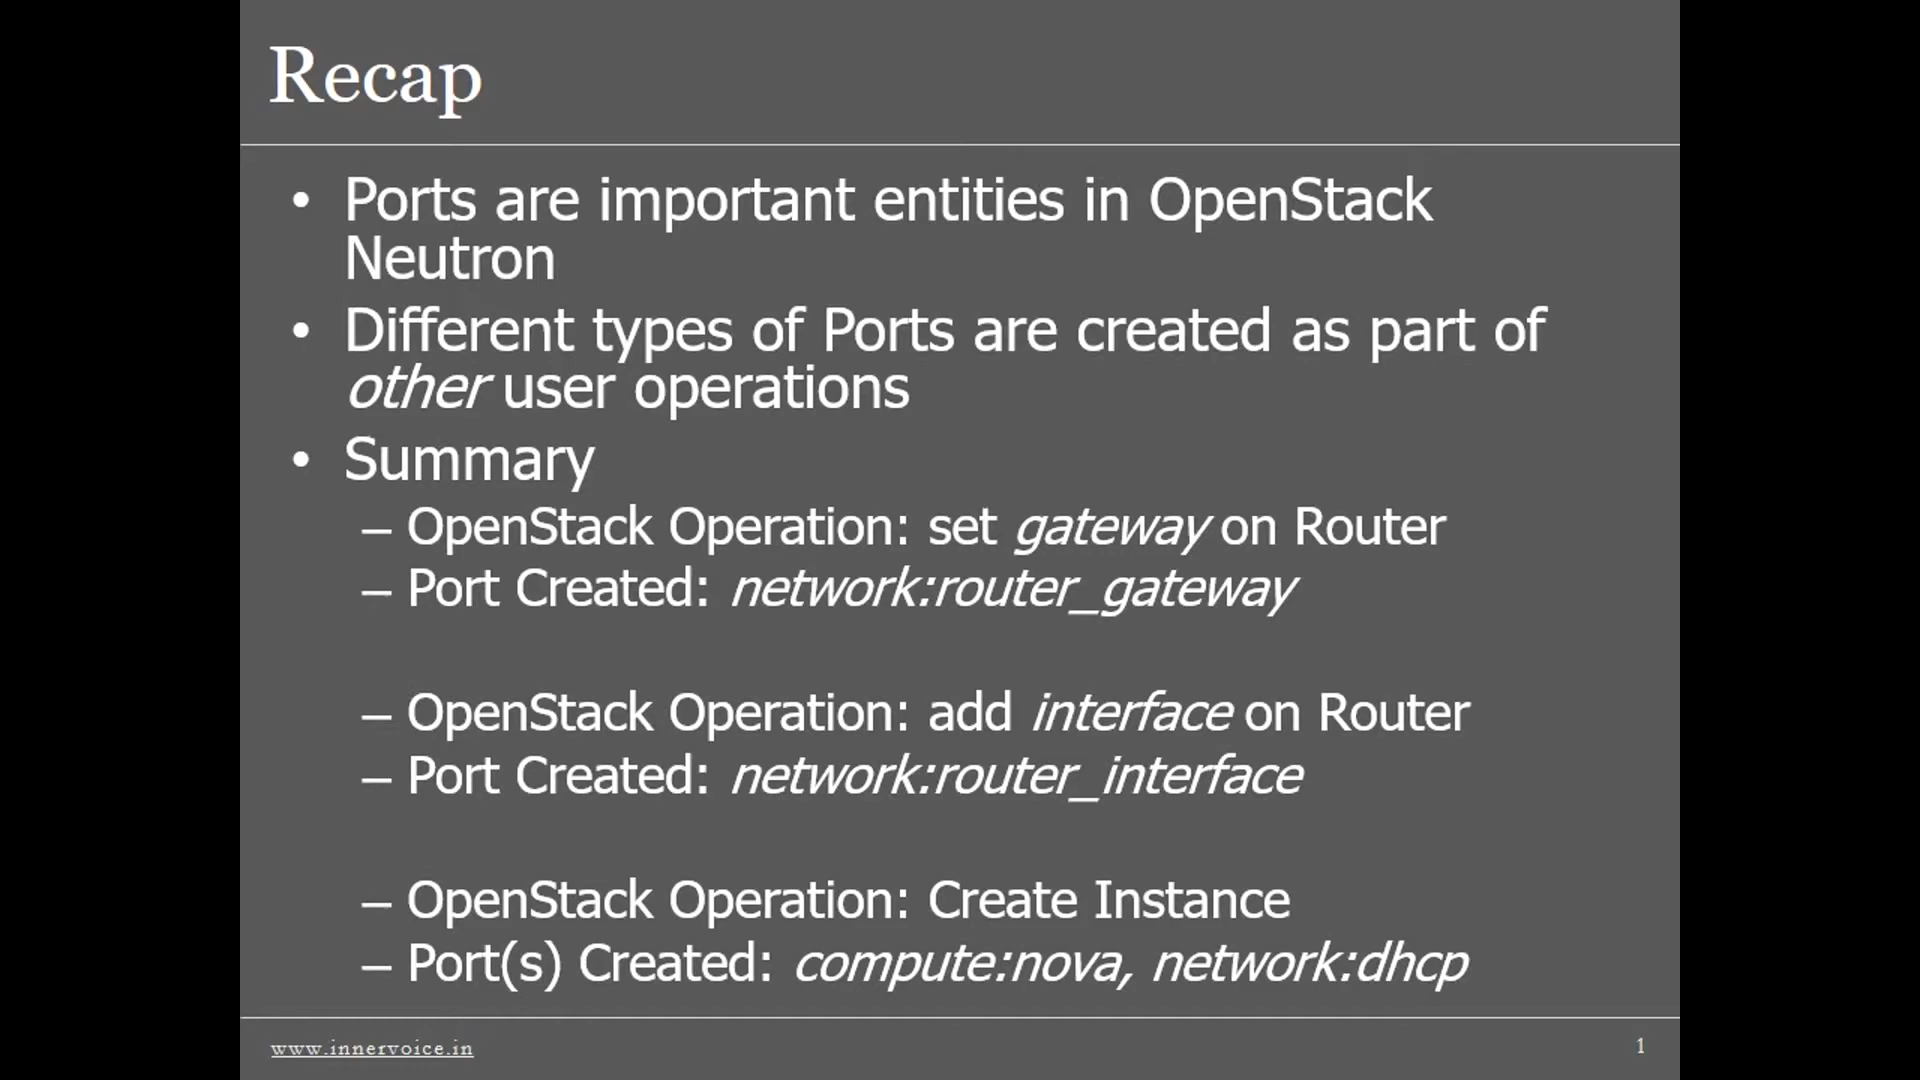 Recap
• Ports are important entities in OpenStack
Neutron
• Different types of Ports are created as part of
other user operations
• Summary
– OpenStack Operation: set gateway on Router
– Port Created: network:router_gateway
– OpenStack Operation: add interface on Router
– Port Created: network:router_interface
– OpenStack Operation: Create Instance
– Port(s) Created: compute:nova, network:dhcp
www.innervoice.in
1